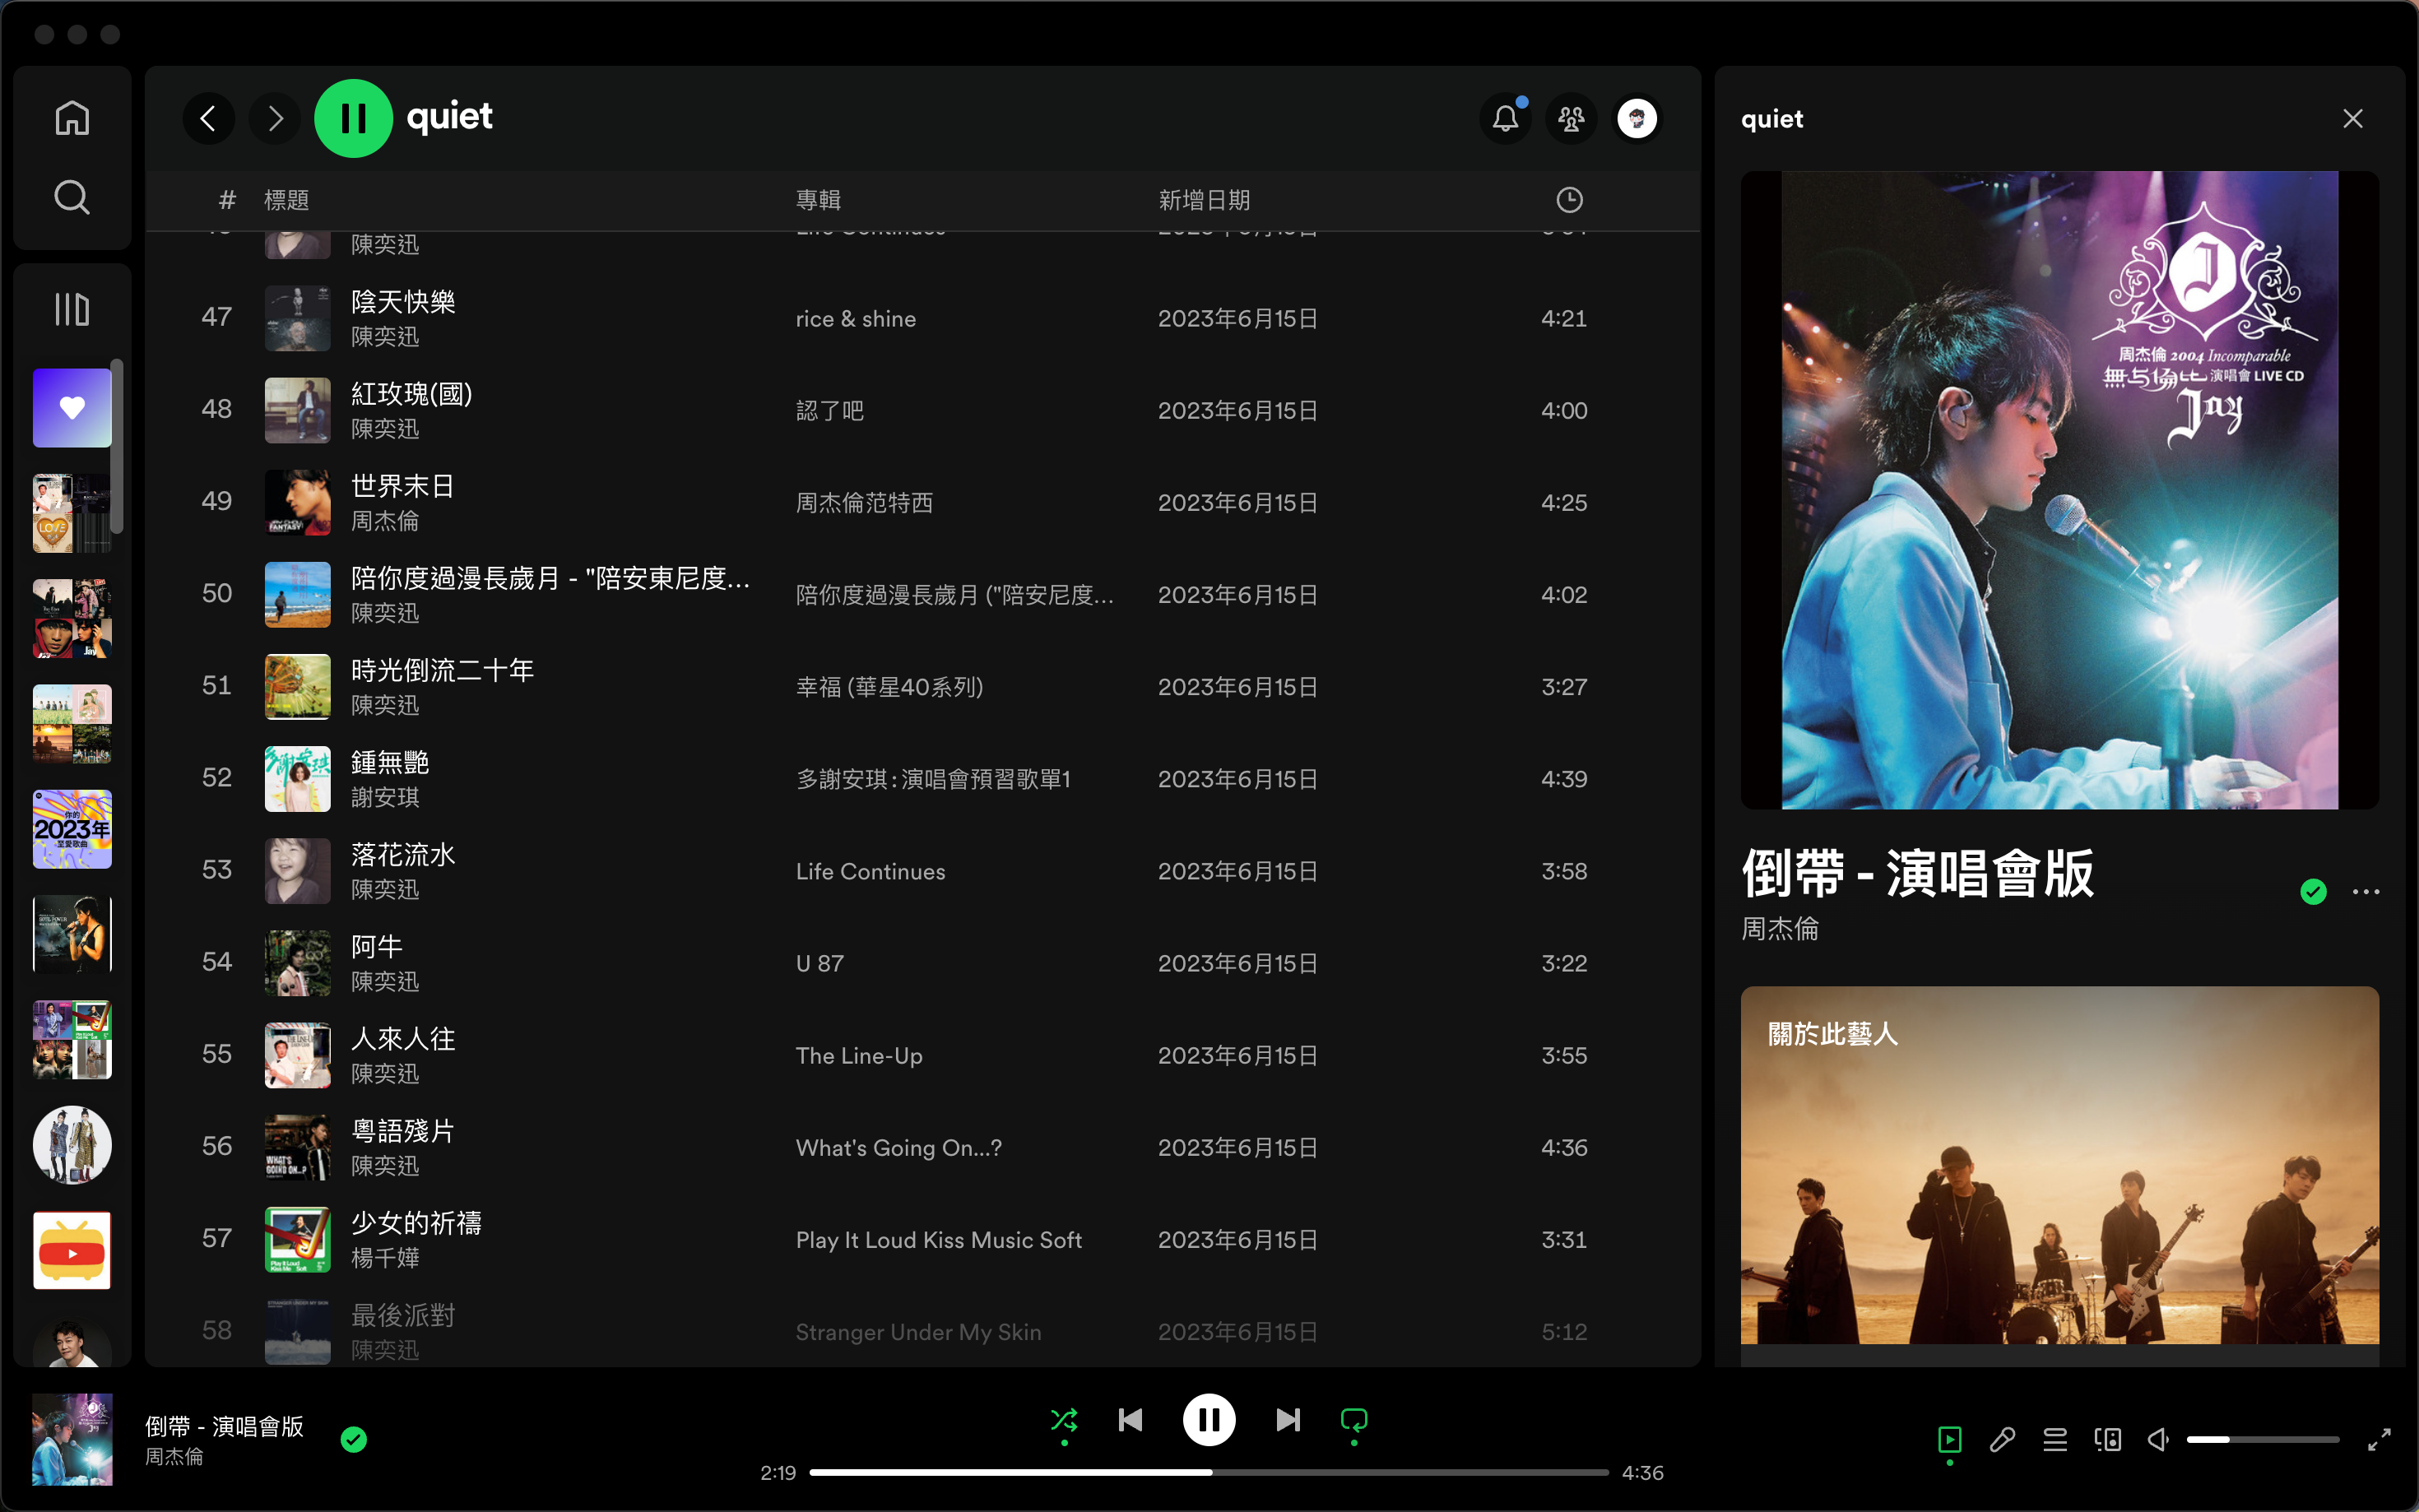 quiet
# 標題 專輯 新增日期
陳奕迅
47 陰天快樂 rice & shine 2023年6月15日 4:21
陳奕迅
48 紅玫瑰(國) 認了吧 2023年6月15日 4:00
陳奕迅
49 世界末日 周杰倫范特西 2023年6月15日 4:25
周杰倫
50 陪你度過漫長歲月 - "陪安東尼度... 陪你度過漫長歲月 ("陪安尼度... 2023年6月15日 4:02
陳奕迅
51 時光倒流二十年 幸福 (華星40系列) 2023年6月15日 3:27
陳奕迅
52 鍾無艷 多謝安琪:演唱會預習歌單1 2023年6月15日 4:39
謝安琪
53 落花流水 Life Continues 2023年6月15日 3:58
陳奕迅
54 阿牛 U 87 2023年6月15日 3:22
陳奕迅
55 人來人往 The Line-Up 2023年6月15日 3:55
陳奕迅
56 粵語殘片 What's Going On...? 2023年6月15日 4:36
陳奕迅
57 少女的祈禱 Play It Loud Kiss Music Soft 2023年6月15日 3:31
楊千嬅
58 最後派對 Stranger Under My Skin 2023年6月15日 5:12
陳奕迅
你的
2023年
至愛歌曲
quiet
周杰倫 2004 Incomparable
無与倫比 演唱會 LIVE CD
Jay
倒帶 - 演唱會版
周杰倫
關於此藝人
倒帶 - 演唱會版
周杰倫
2:19
4:36